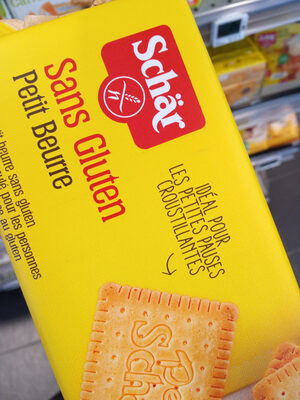 Schär
Sans Gluten
Petit Beurre
IDÉAL POUR
LES PETITES PAUSES
CROUSTILLANTES
beurre sans gluten
pour les personnes
au gluten